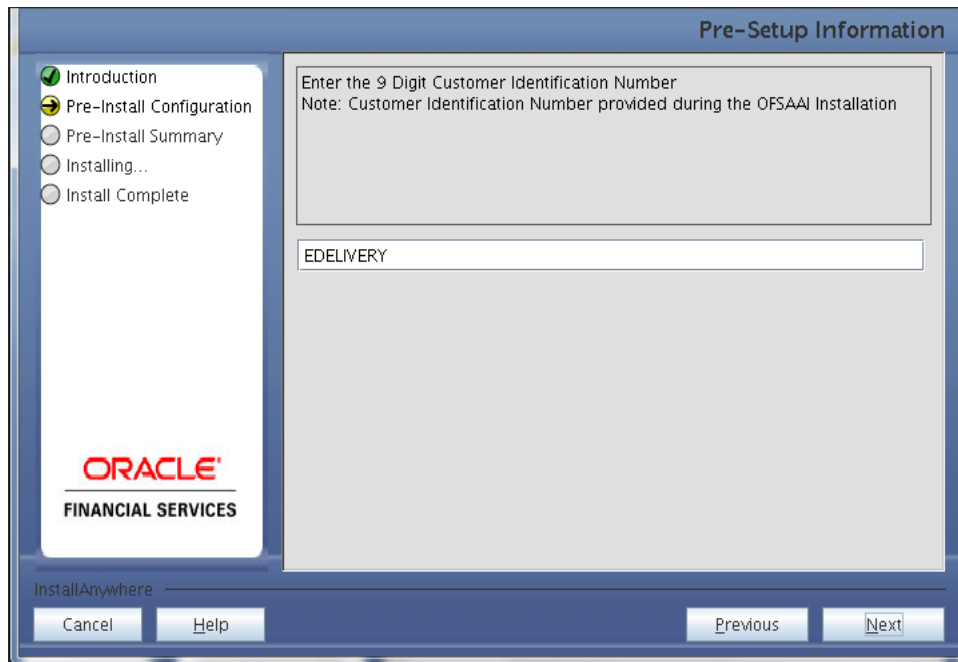 Pre-Setup Information
Introduction
Pre-Install Configuration
Pre-Install Summary
Installing...
Install Complete
ORACLE
FINANCIAL SERVICES
Enter the 9 Digit Customer Identification Number
Note: Customer Identification Number provided during the OFSAAI Installation
EDELIVERY
InstallAnywhere
Cancel
Help
Previous
Next